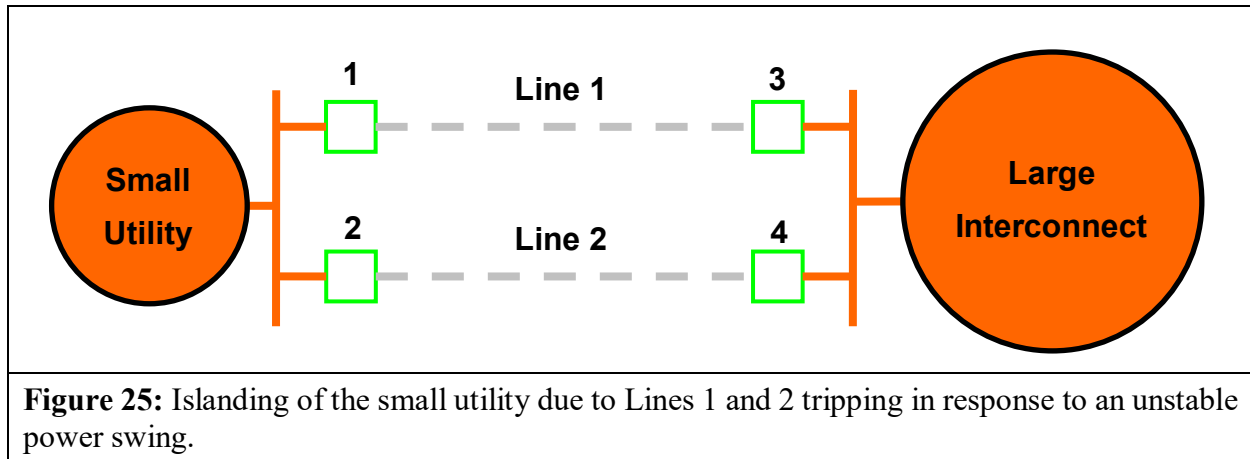 1
3
Line 1
Small
Utility
Large
Interconnect
2
4
Line 2
Figure 25: Islanding of the small utility due to Lines 1 and 2 tripping in response to an unstable
power swing.